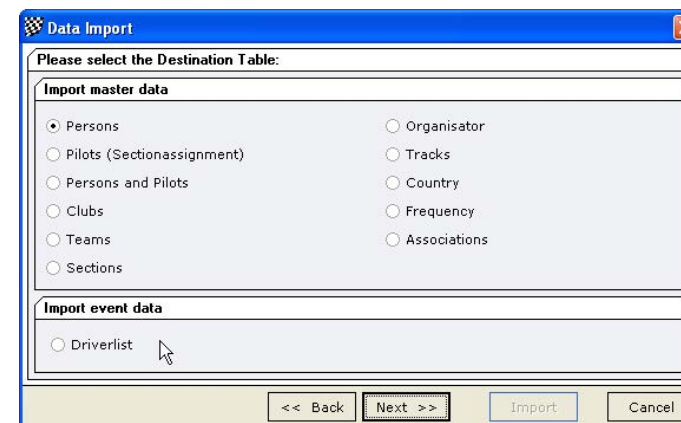 Data Import
Please select the Destination Table:
Import master data
Persons
Pilots (Sectionassignment)
Persons and Pilots
Clubs
Teams
Sections
Organisator
Tracks
Country
Frequency
Associations
Import event data
Driverlist
<< Back
Next >>
Import
Cancel